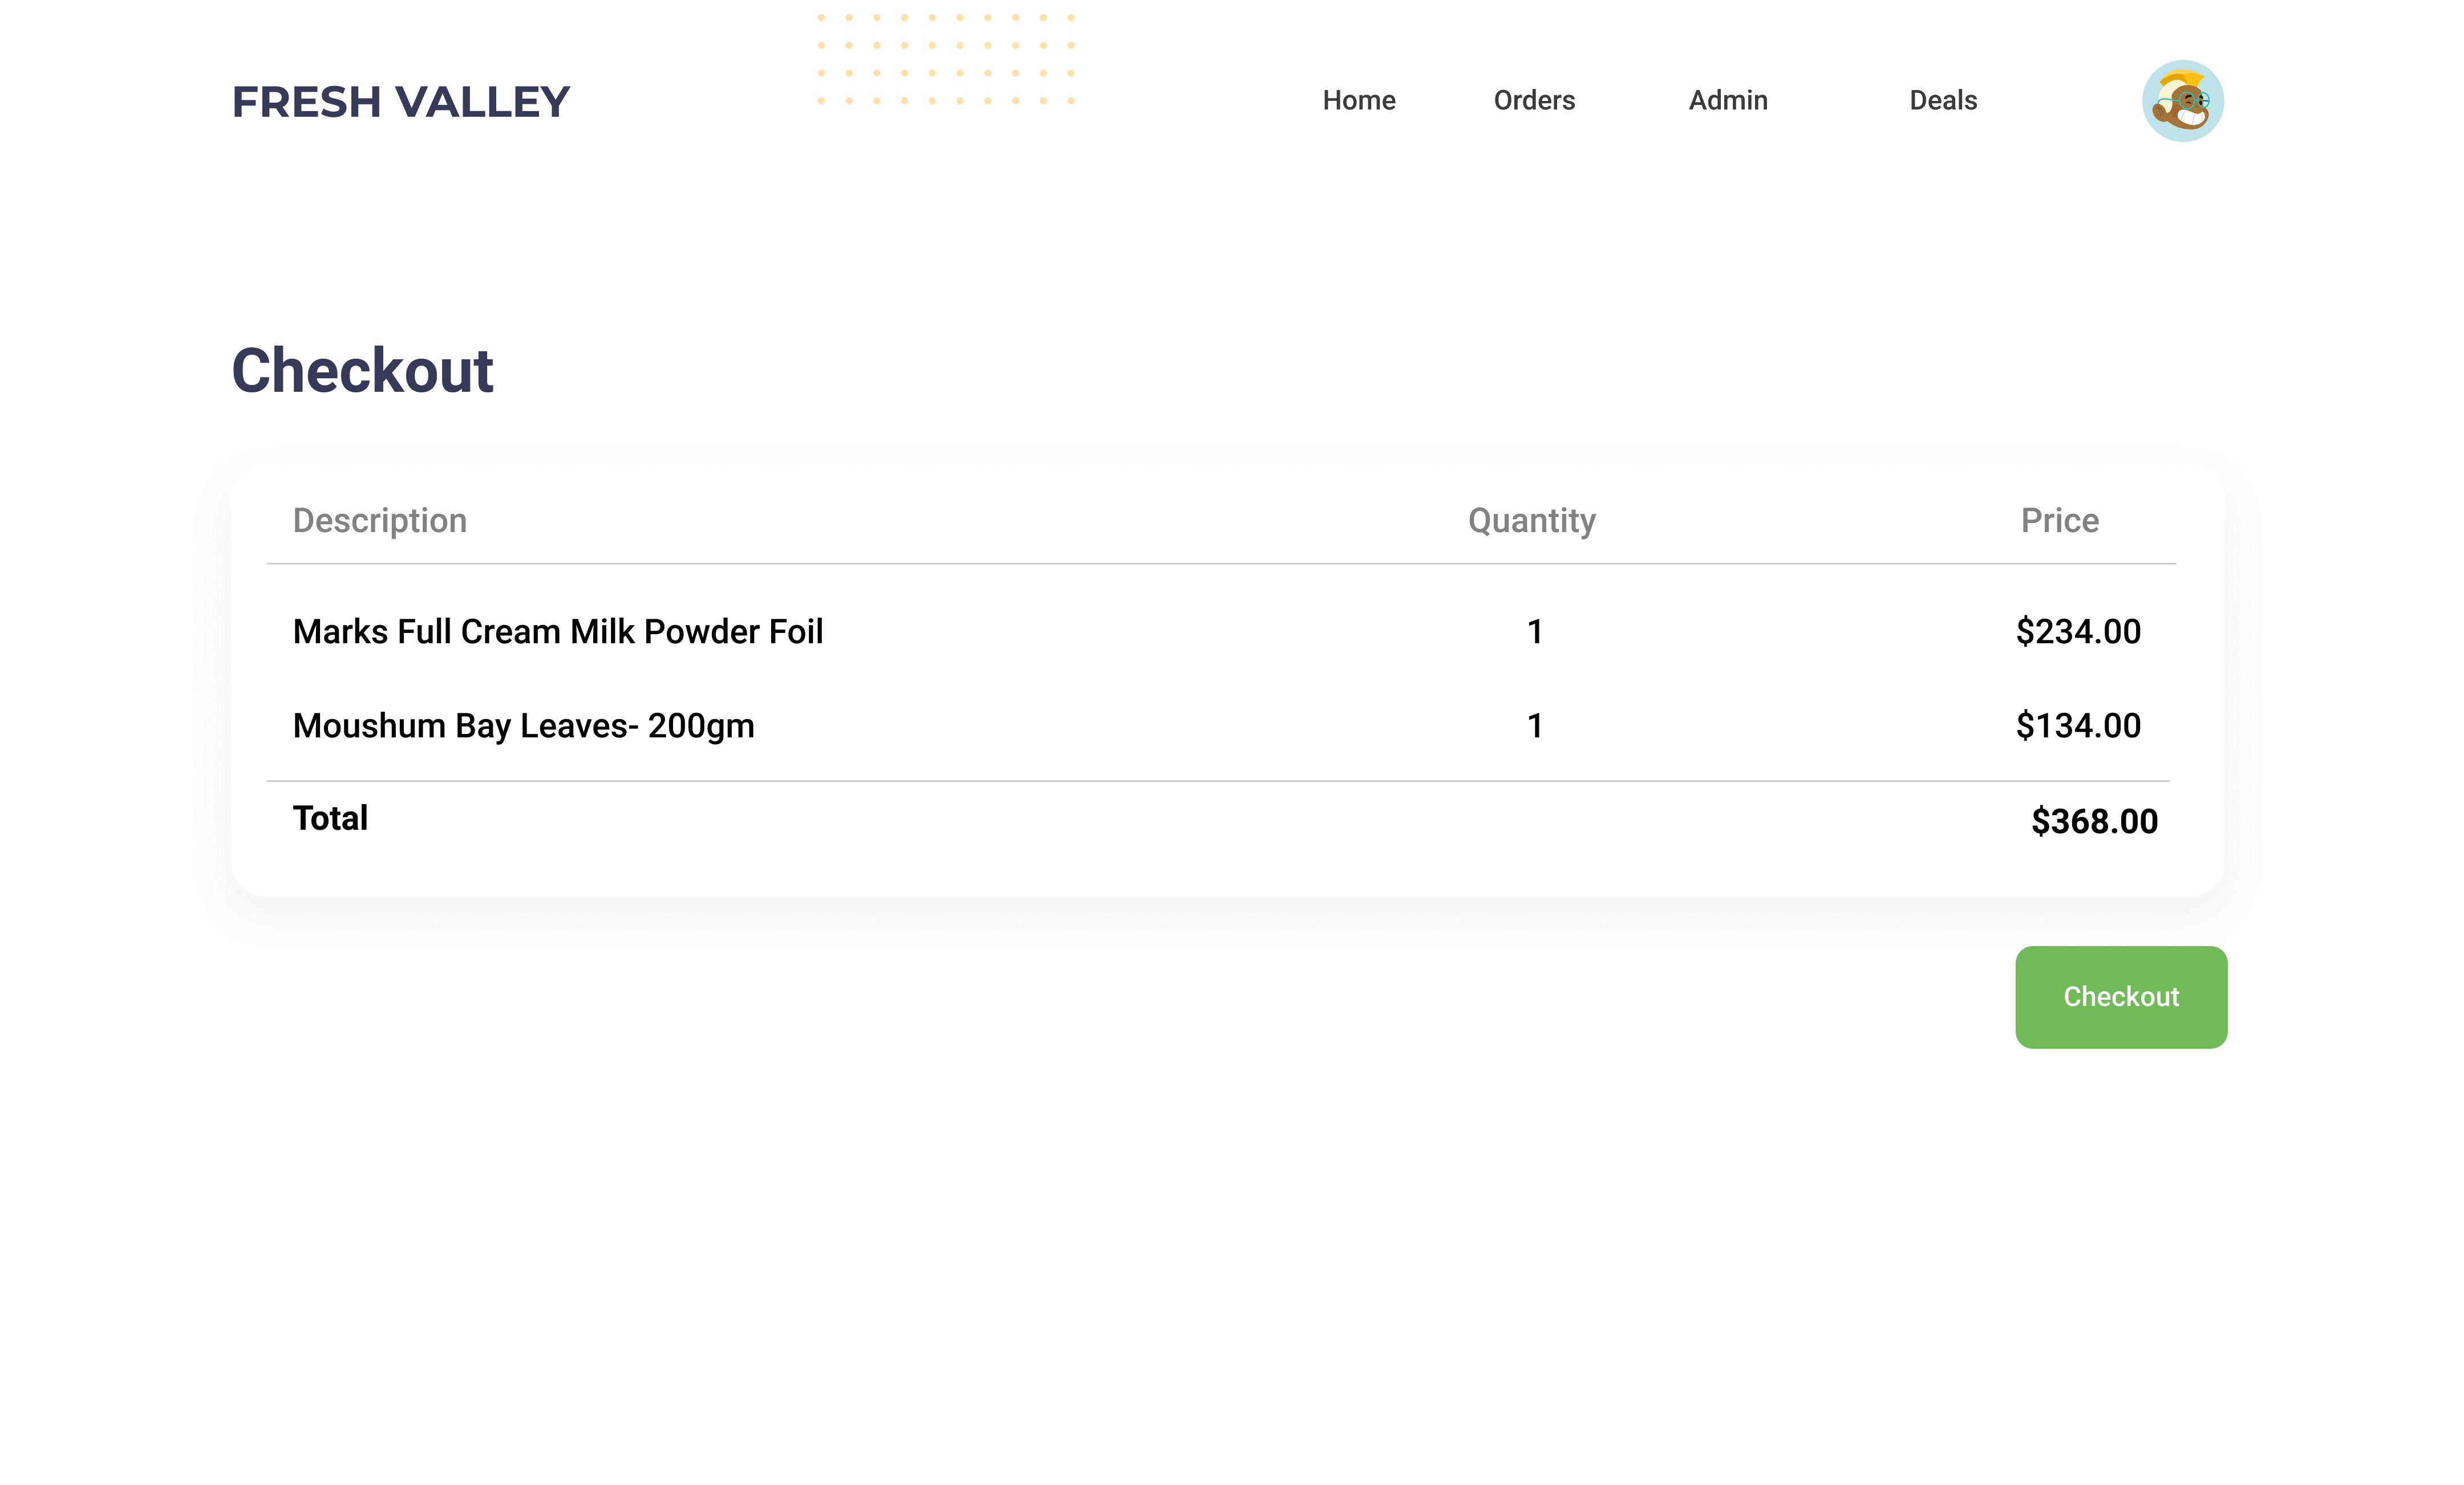 FRESH VALLEY
Home Orders Admin Deals
Checkout
Description Quantity Price
Marks Full Cream Milk Powder Foil 1 $234.00
Moushum Bay Leaves- 200gm 1 $134.00
Total $368.00
Checkout